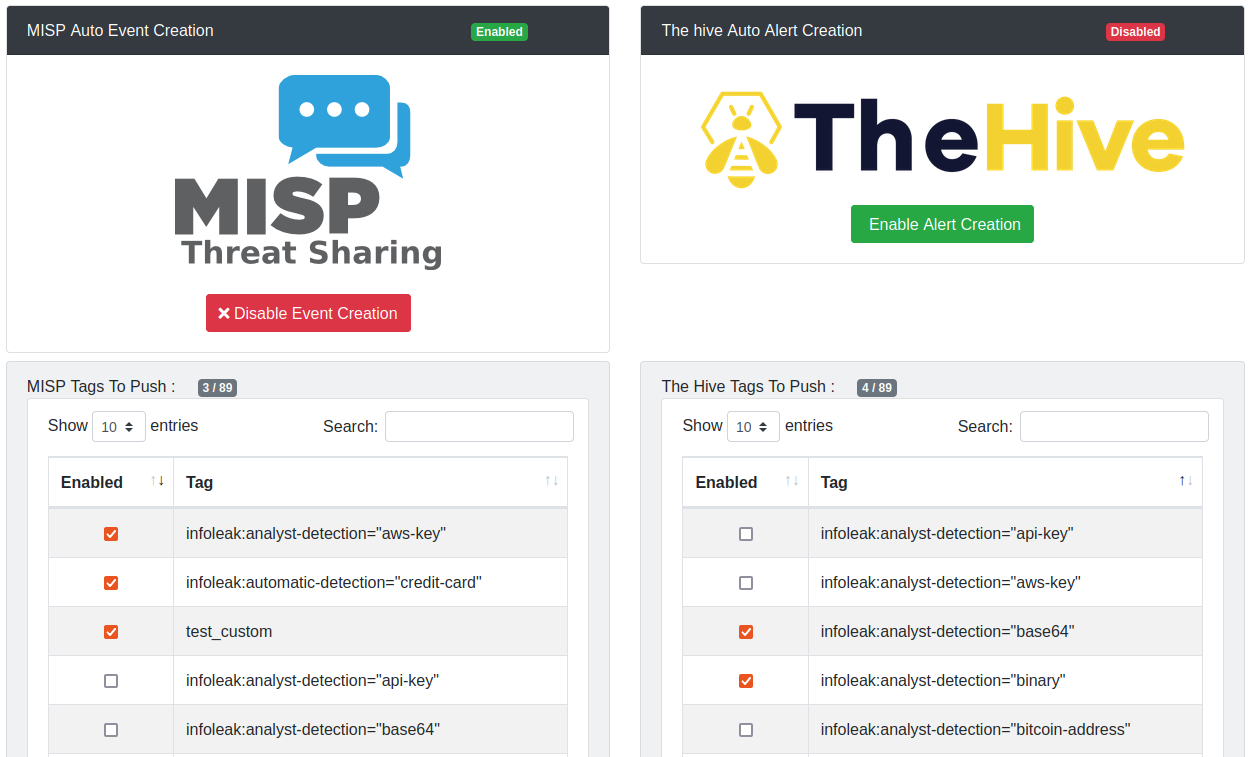 MISP Auto Event Creation
Enabled
MISP
Threat Sharing
Disable Event Creation
The hive Auto Alert Creation
Disabled
TheHive
Enable Alert Creation
MISP Tags To Push : 3 / 89
Show 10 entries Search:
Enabled Tag
infoleak:analyst-detection="aws-key"
infoleak:automatic-detection="credit-card"
test_custom
infoleak:analyst-detection="api-key"
infoleak:analyst-detection="base64"
The Hive Tags To Push : 4 / 89
Show 10 entries Search:
Enabled Tag
infoleak:analyst-detection="api-key"
infoleak:analyst-detection="aws-key"
infoleak:analyst-detection="base64"
infoleak:analyst-detection="binary"
infoleak:analyst-detection="bitcoin-address"